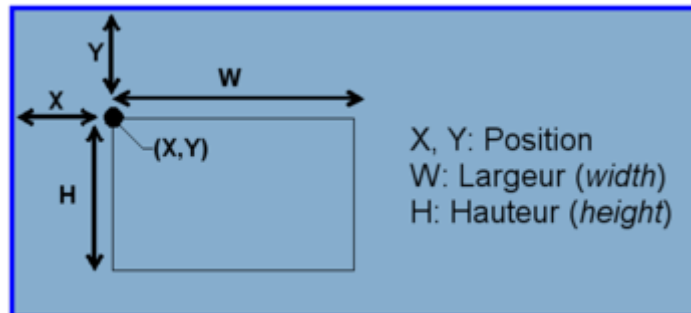 Y
W
X
(X,Y)
H
X, Y: Position
W: Largeur (width)
H: Hauteur (height)